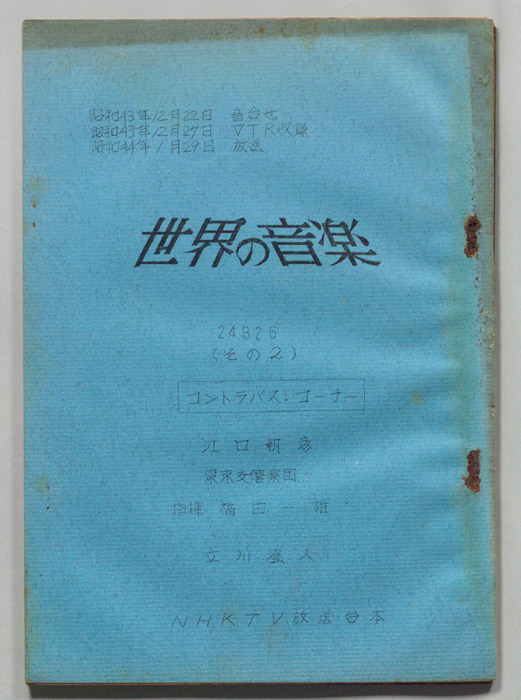 昭和43年12月22日 音合せ
昭和43年12月27日 VTR収録
昭和44年1月29日 放送
世界の音楽
24826
(その2)
コントラバス・コーナー
江口朝彦
東京交響楽団
指揮 福田一雄
立川澄人
NHKTV放送台本